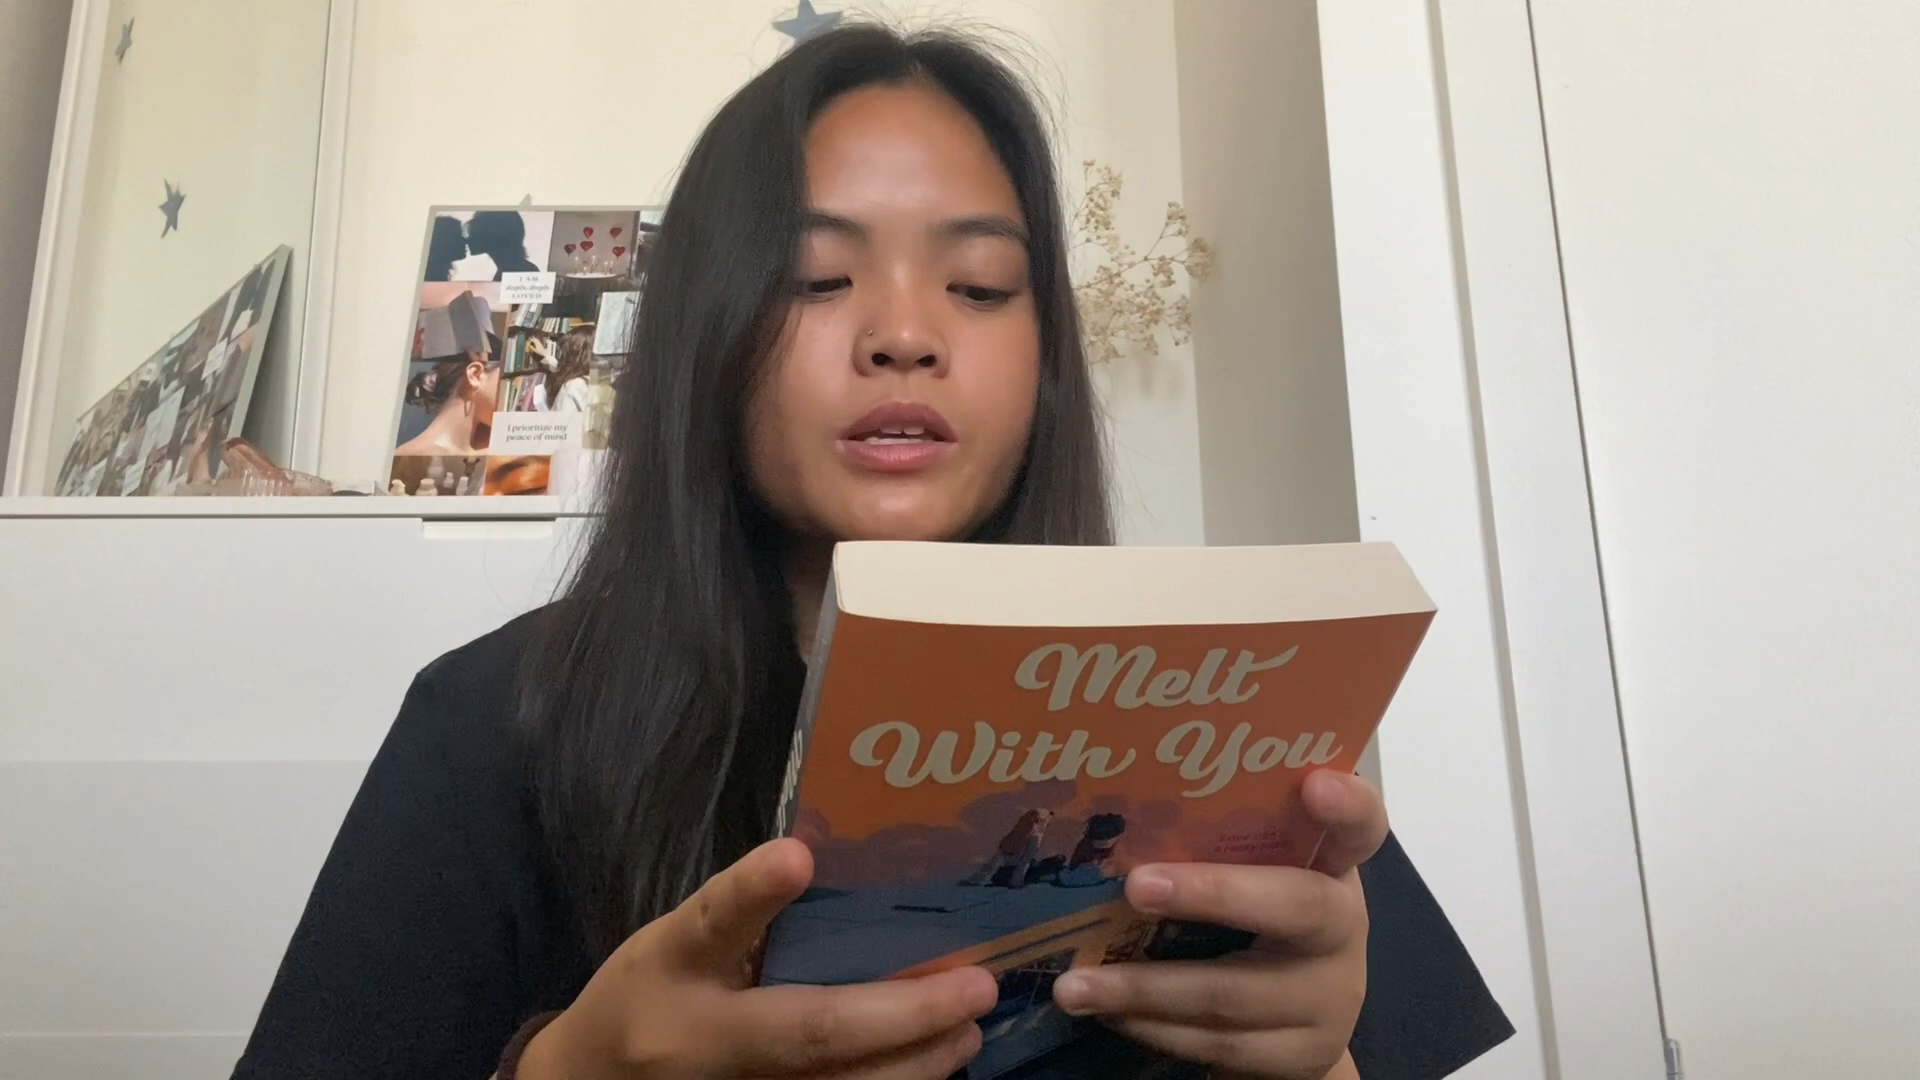 I AM
deeply, deeply
LOVED
I prioritize my
peace of mind
Melt
With You